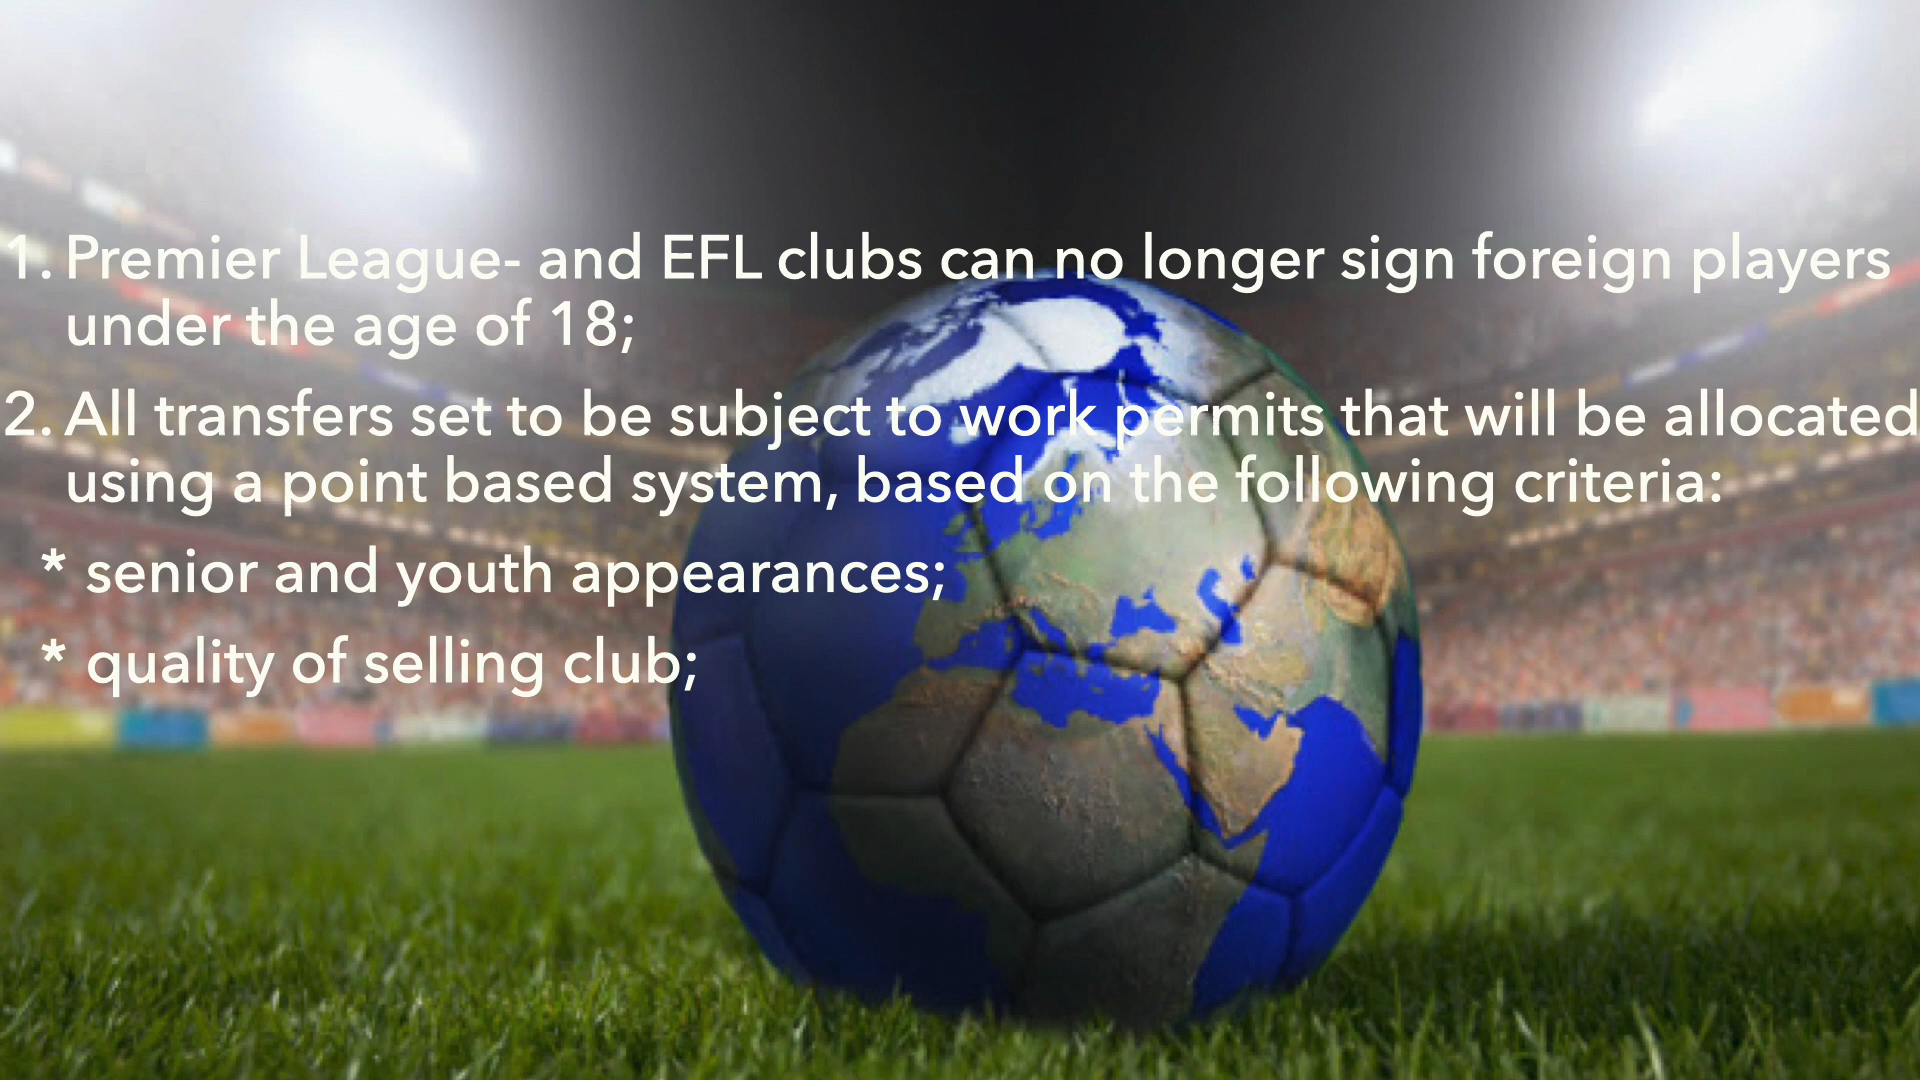 1. Premier League- and EFL clubs can no longer sign foreign players
under the age of 18;
2. All transfers set to be subject to work permits that will be allocated
using a point based system, based on the following criteria:
* senior and youth appearances;
* quality of selling club;